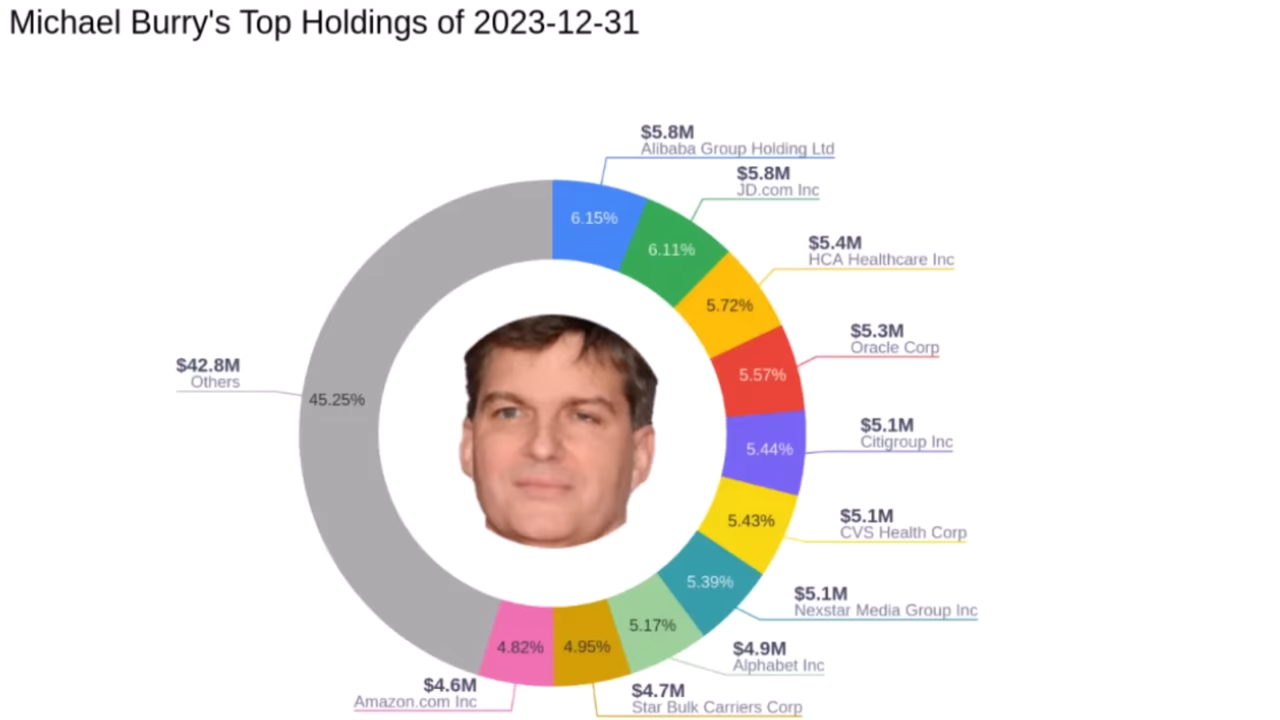 Michael Burry's Top Holdings of 2023-12-31
$5.8M
Alibaba Group Holding Ltd
$5.8M
JD.com Inc
6.15%
6.11%
$5.4M
HCA Healthcare Inc
5.72%
$5.3M
Oracle Corp
5.57%
$42.8M
Others
45.25%
$5.1M
Citigroup Inc
5.44%
$5.1M
CVS Health Corp
5.43%
5.39%
$5.1M
Nexstar Media Group Inc
5.17%
4.82%
4.95%
$4.9M
Alphabet Inc
$4.6M
Amazon.com Inc
$4.7M
Star Bulk Carriers Corp